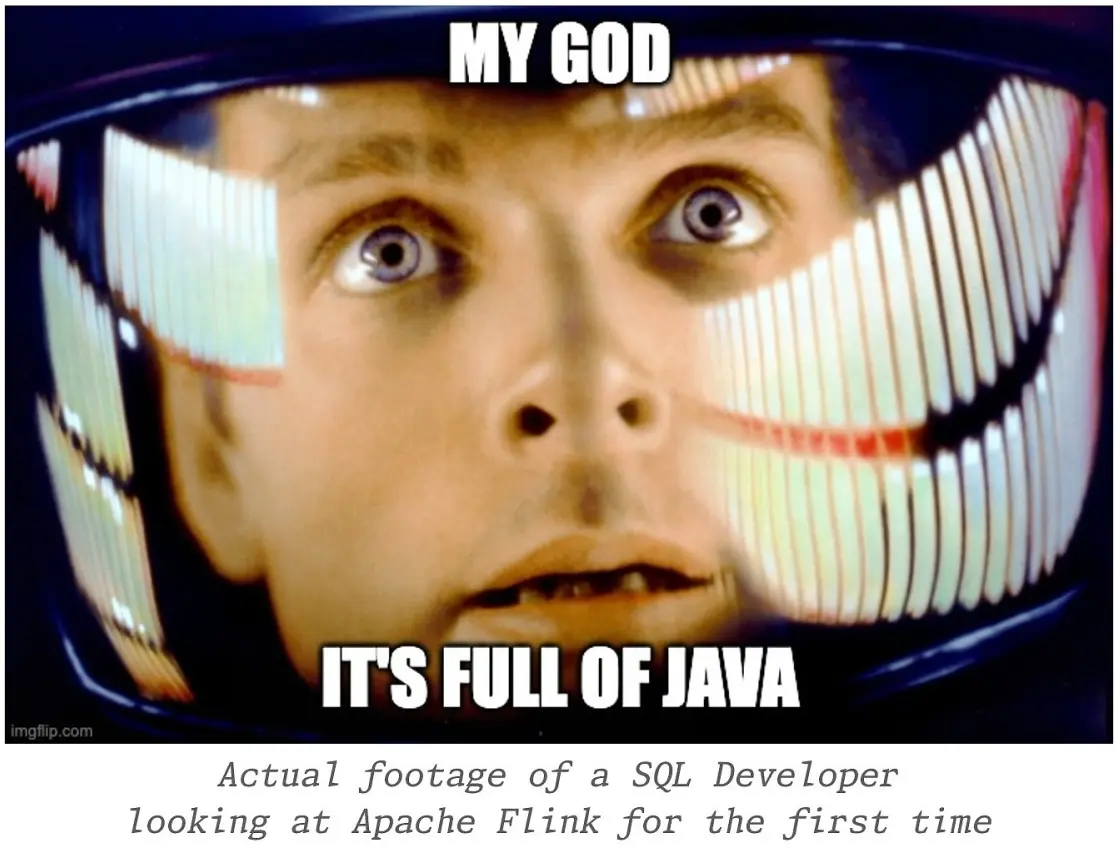 MY GOD
IT'S FULL OF JAVA
imgflip.com
Actual footage of a SQL Developer
looking at Apache Flink for the first time